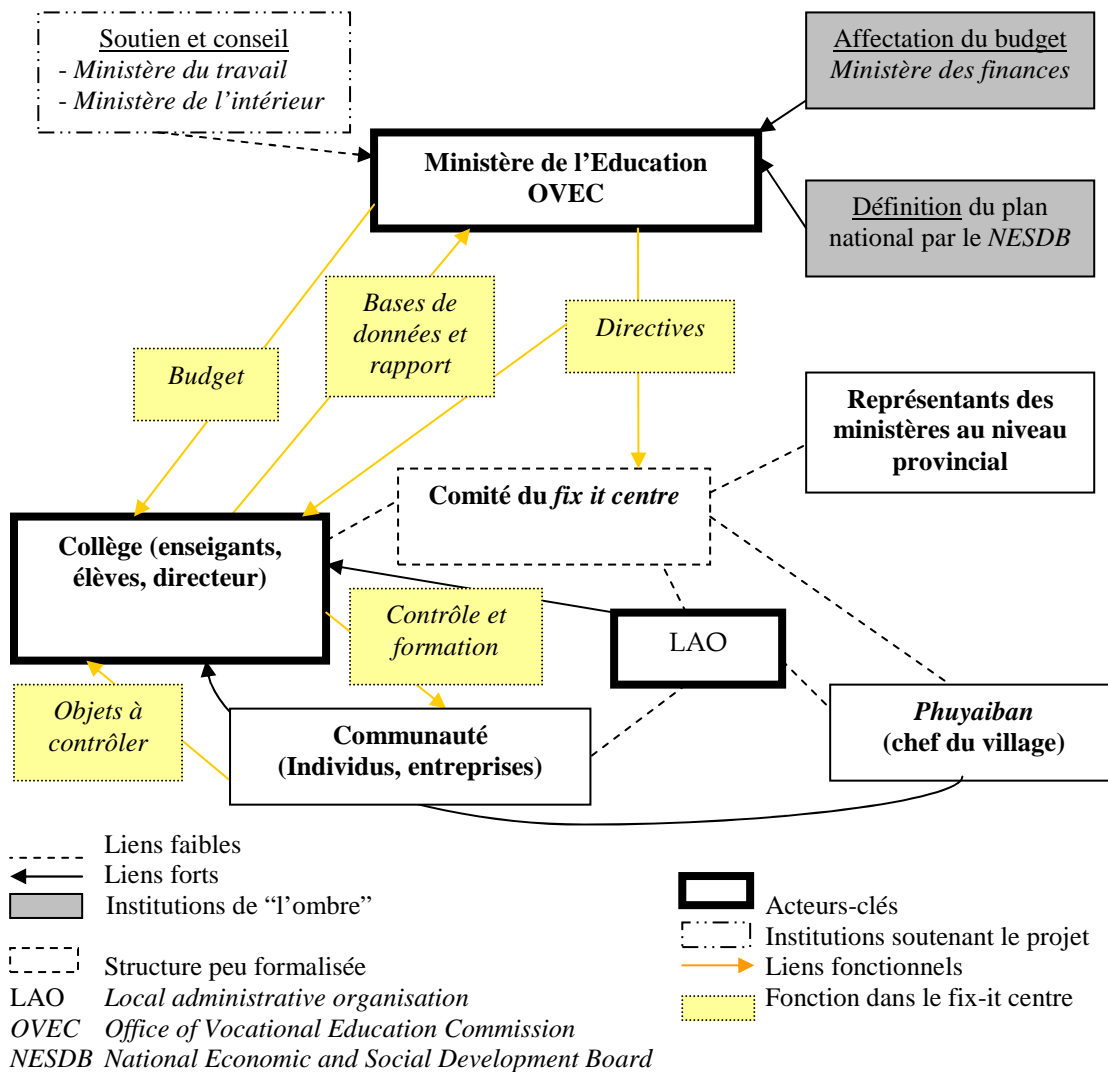 Soutien et conseil
- Ministère du travail
- Ministère de l'intérieur
Affectation du budget
Ministère des finances
Ministère de l'Education
OVEC
Définition du plan
national par le NESDB
Bases de
données et
rapport
Directives
Budget
Représentants des
ministères au niveau
provincial
Comité du fix it centre
Collège (enseigants,
élèves, directeur)
Contrôle et
formation
LAO
Objets à
contrôler
Communauté
(Individus, entreprises)
Phuyaiban
(chef du village)
Liens faibles
Liens forts
Institutions de “l'ombre”
Structure peu formalisée
LAO Local administrative organisation
OVEC Office of Vocational Education Commission
NESDB National Economic and Social Development Board
Acteurs-clés
Institutions soutenant le projet
Liens fonctionnels
Fonction dans le fix-it centre